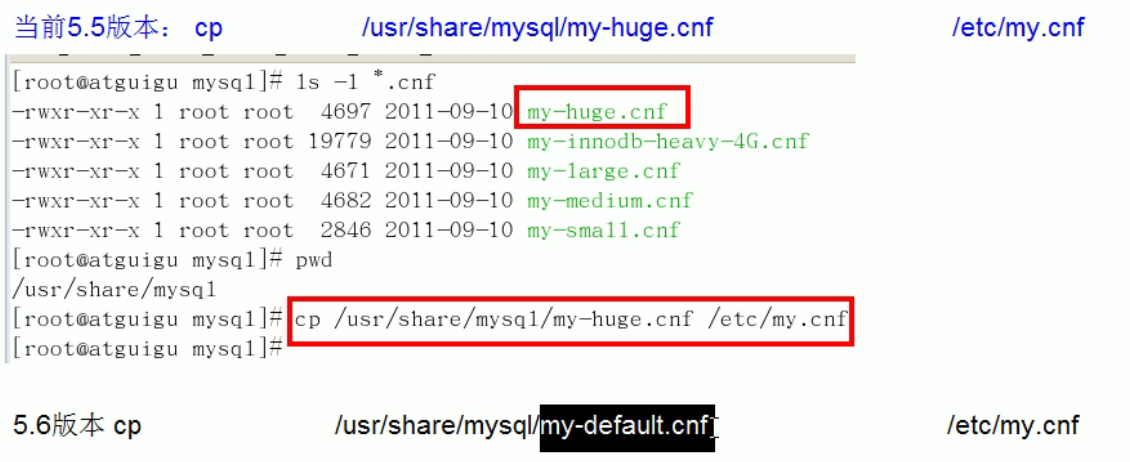 当前5.5版本： cp /usr/share/mysql/my-huge.cnf /etc/my.cnf
[root@atguigu mysql]# ls -l *.cnf
-rwxr-xr-x 1 root root 4697 2011-09-10 my-huge.cnf
-rwxr-xr-x 1 root root 19779 2011-09-10 my-innodb-heavy-4G.cnf
-rwxr-xr-x 1 root root 4671 2011-09-10 my-large.cnf
-rwxr-xr-x 1 root root 4682 2011-09-10 my-medium.cnf
-rwxr-xr-x 1 root root 2846 2011-09-10 my-small.cnf
[root@atguigu mysql]# pwd
/usr/share/mysql
[root@atguigu mysql]# cp /usr/share/mysql/my-huge.cnf /etc/my.cnf
[root@atguigu mysql]#
5.6版本 cp /usr/share/mysql/my-default.cnf /etc/my.cnf